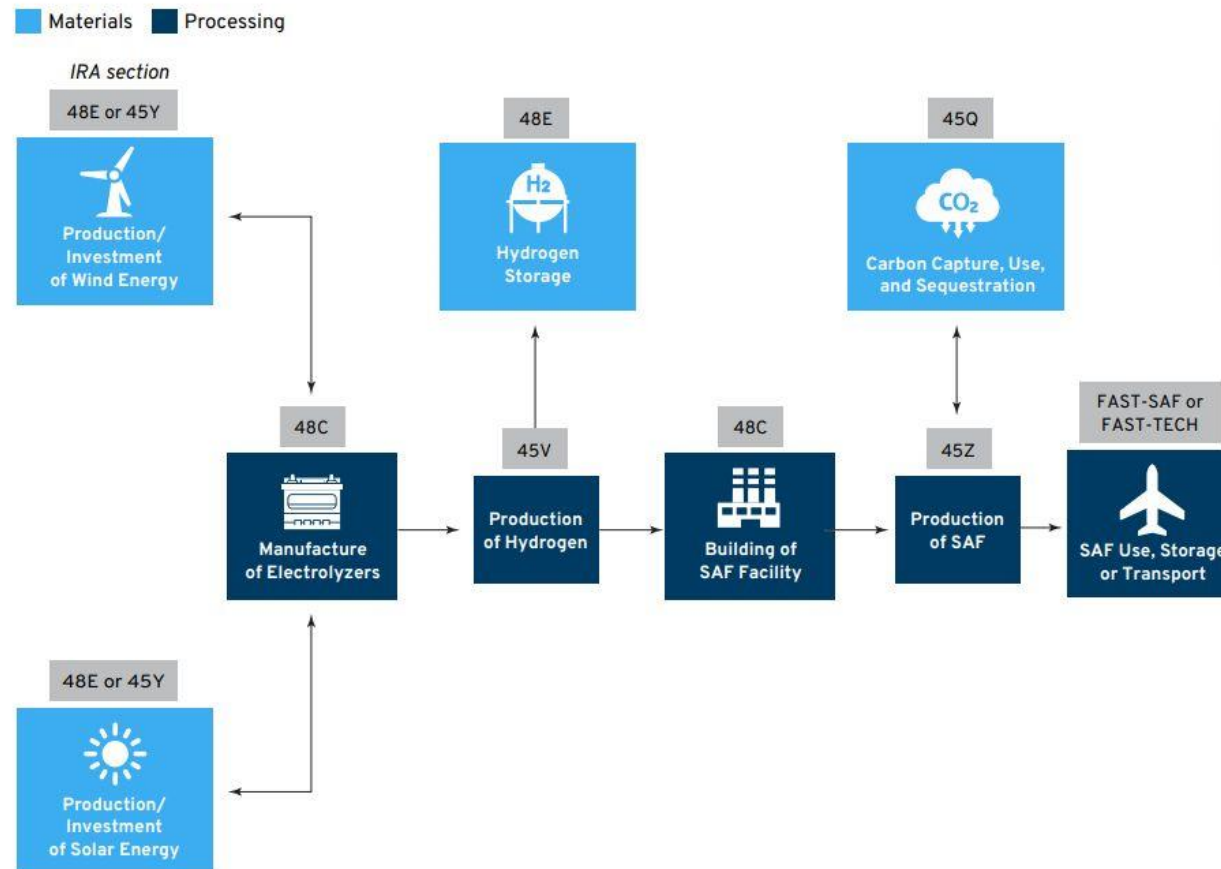 Materials Processing
IRA section
48E or 45Y
Production/
Investment
of Wind Energy
48E
H₂
Hydrogen
Storage
45Q
CO₂
Carbon Capture, Use,
and Sequestration
48C
Manufacture
of Electrolyzers
45V
Production
of Hydrogen
48C
Building of
SAF Facility
45Z
Production
of SAF
FAST-SAF or
FAST-TECH
SAF Use, Storage
or Transport
48E or 45Y
Production/
Investment
of Solar Energy